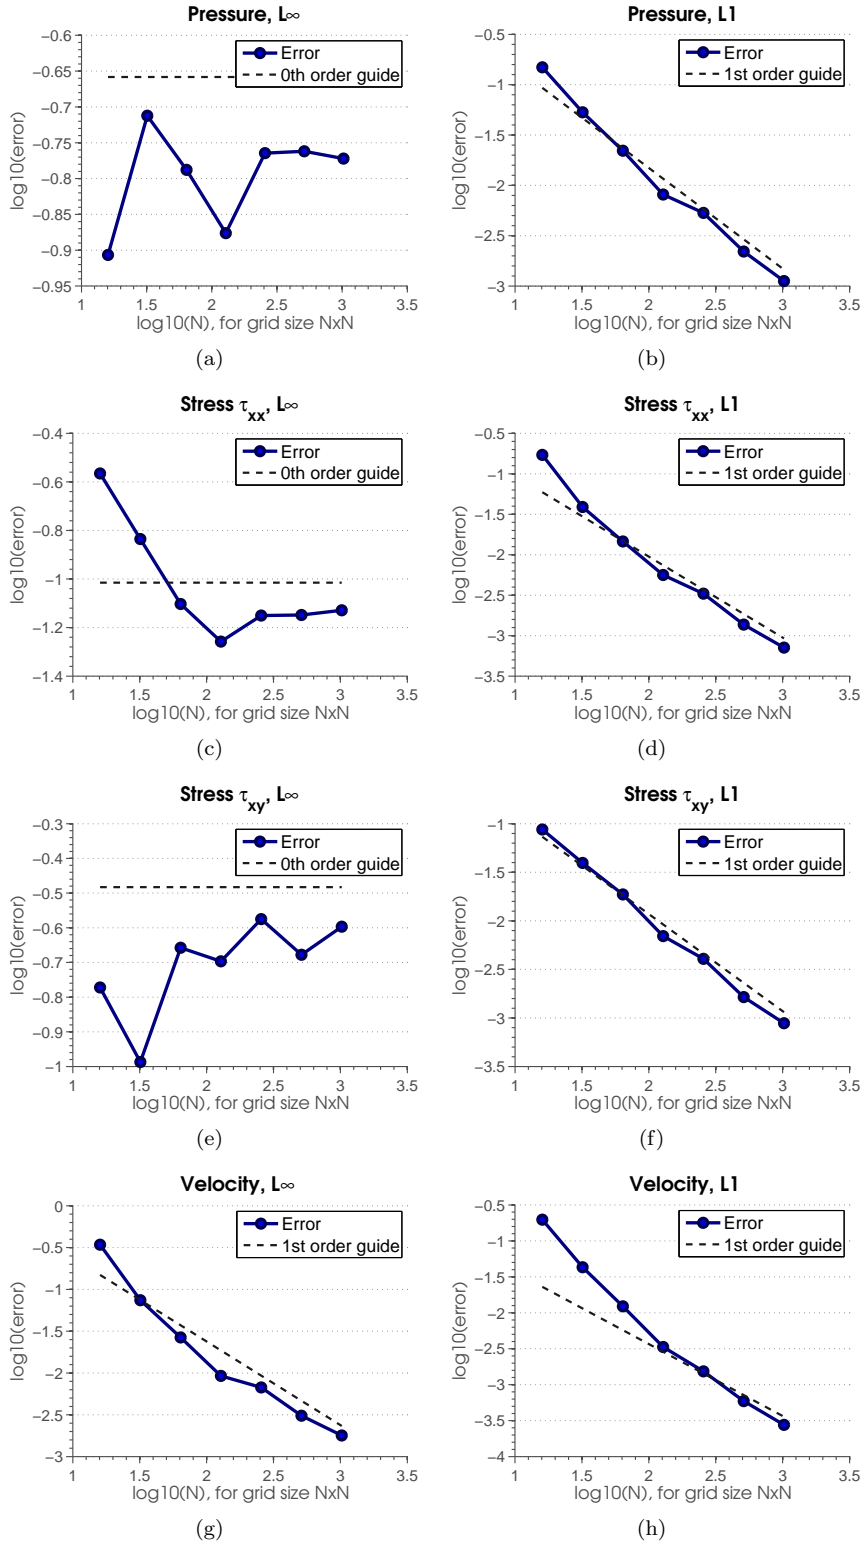 Pressure, L∞
−0.6
−0.65
−0.7
−0.75
−0.8
−0.85
−0.9
−0.95
log10(error)
Error
0th order guide
1 1.5 2 2.5 3 3.5
log10(N), for grid size NxN
(a)
Pressure, L1
−0.5
−1
−1.5
−2
−2.5
−3
log10(error)
Error
1st order guide
1 1.5 2 2.5 3 3.5
log10(N), for grid size NxN
(b)
Stress τxx, L∞
−0.4
−0.6
−0.8
−1
−1.2
−1.4
log10(error)
Error
0th order guide
1 1.5 2 2.5 3 3.5
log10(N), for grid size NxN
(c)
Stress τxx, L1
−0.5
−1
−1.5
−2
−2.5
−3
−3.5
log10(error)
Error
1st order guide
1 1.5 2 2.5 3 3.5
log10(N), for grid size NxN
(d)
Stress τxy, L∞
−0.3
−0.4
−0.5
−0.6
−0.7
−0.8
−0.9
−1
log10(error)
Error
0th order guide
1 1.5 2 2.5 3 3.5
log10(N), for grid size NxN
(e)
Stress τxy, L1
−1
−1.5
−2
−2.5
−3
−3.5
log10(error)
Error
1st order guide
1 1.5 2 2.5 3 3.5
log10(N), for grid size NxN
(f)
Velocity, L∞
0
−0.5
−1
−1.5
−2
−2.5
−3
log10(error)
Error
1st order guide
1 1.5 2 2.5 3 3.5
log10(N), for grid size NxN
(g)
Velocity, L1
−0.5
−1
−1.5
−2
−2.5
−3
−3.5
−4
log10(error)
Error
1st order guide
1 1.5 2 2.5 3 3.5
log10(N), for grid size NxN
(h)